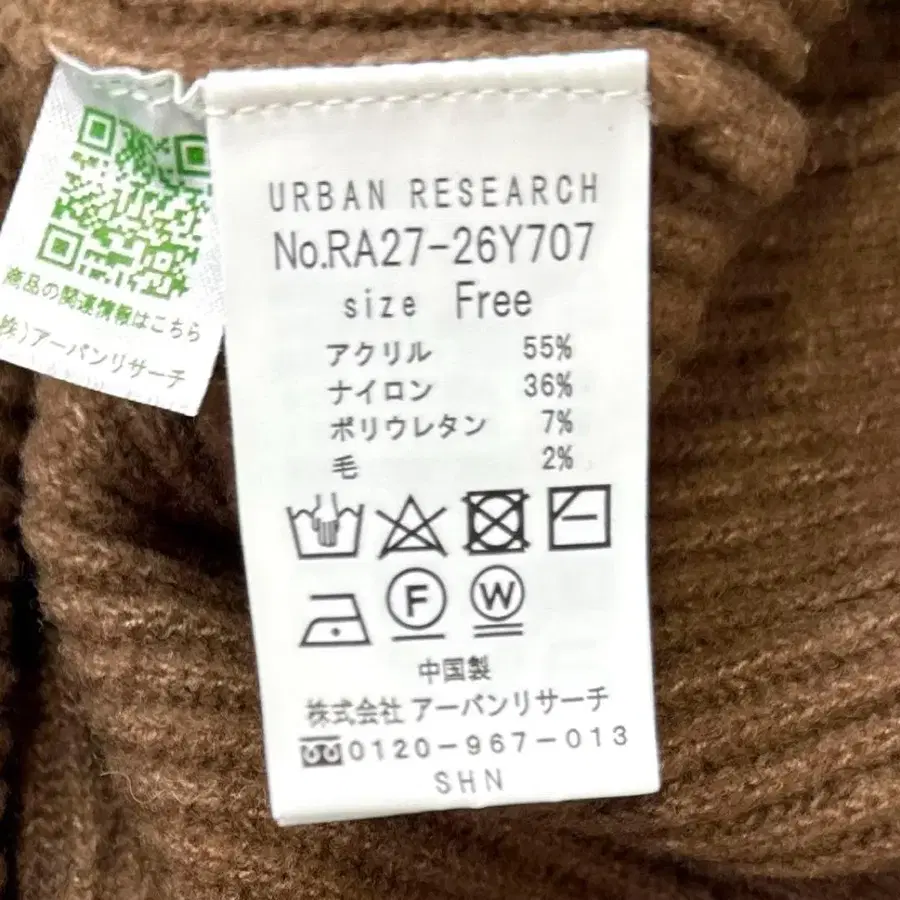 URBAN RESEARCH
No.RA27-26Y707
size Free
アクリル 55%
ナイロン 36%
ポリウレタン 7%
毛 2%
F W
中国製
株式会社 アーバンリサーチ
0120-967-013
SHN
商品の関連情報はこちら
株)アーバンリサーチ